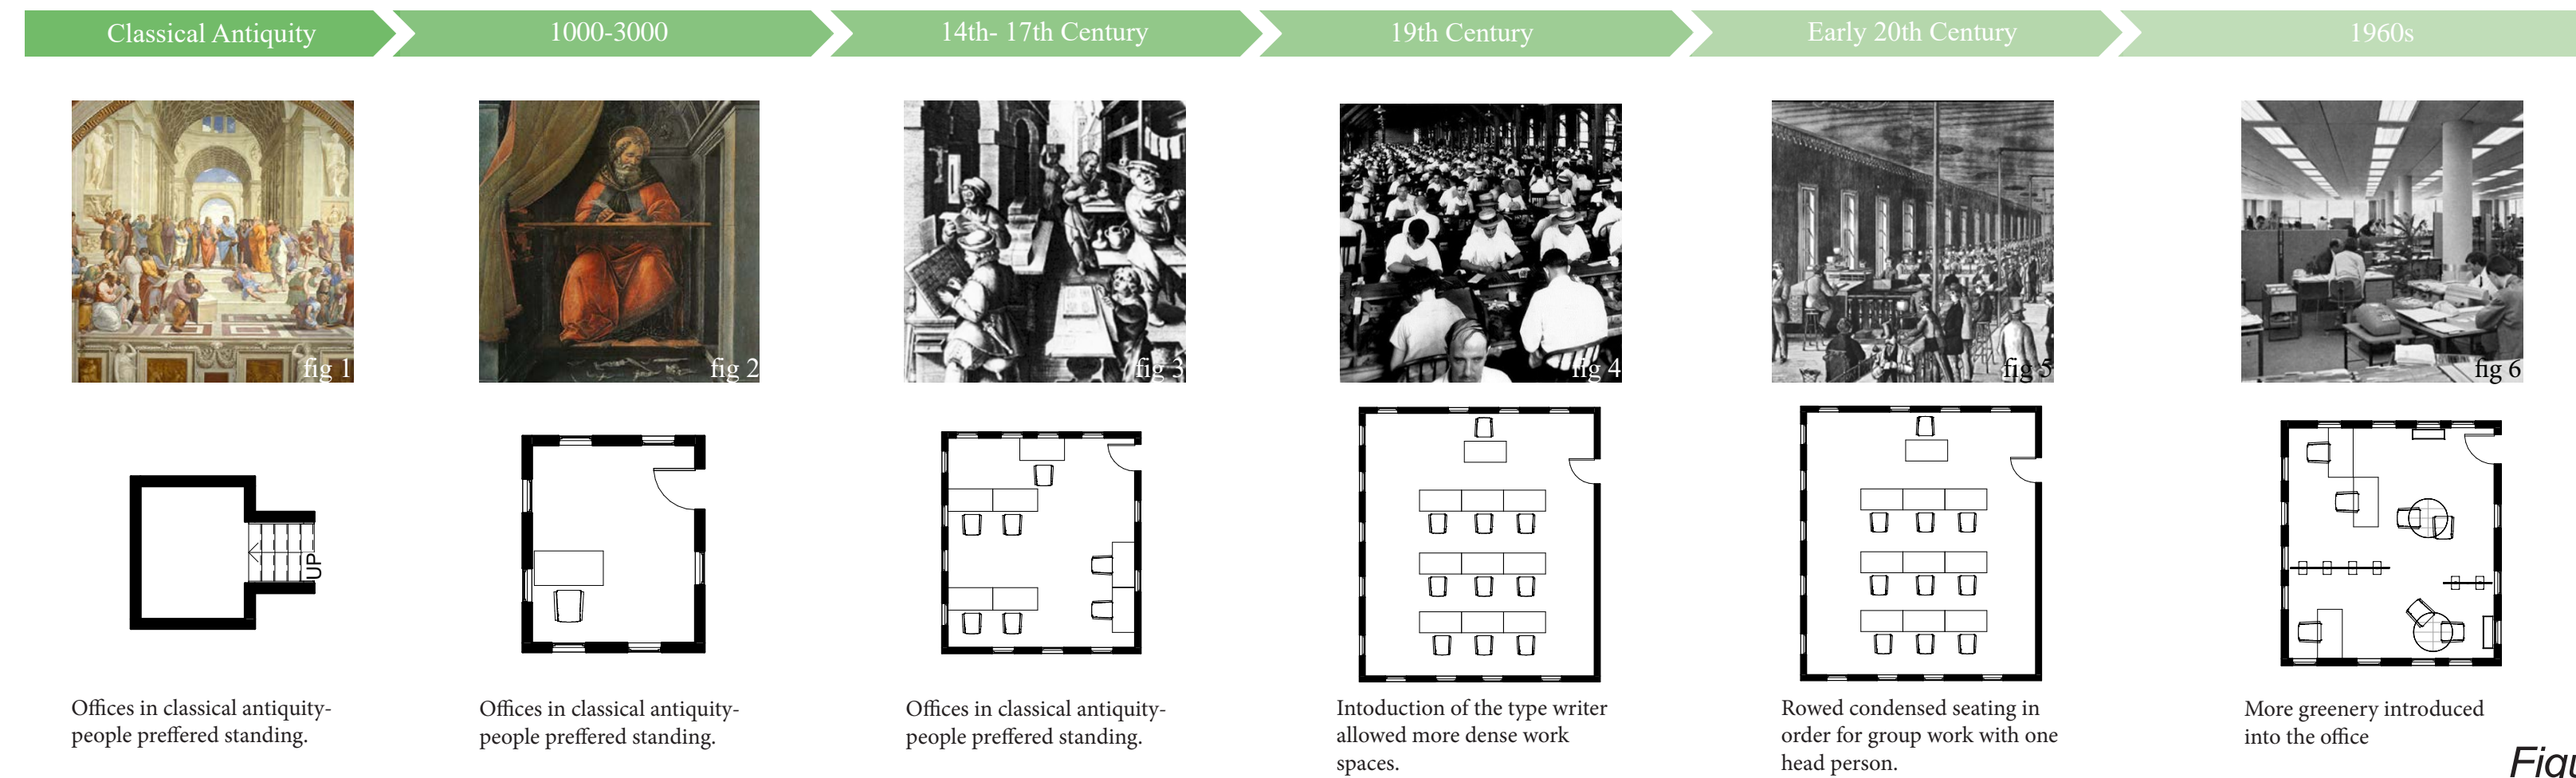 Classical Antiquity
1000-3000
14th- 17th Century
19th Century
Early 20th Century
1960s
fig 1
fig 2
fig 3
fig 4
fig 5
fig 6
UP
Offices in classical antiquity-
people preffered standing.
Offices in classical antiquity-
people preffered standing.
Offices in classical antiquity-
people preffered standing.
Intoduction of the type writer
allowed more dense work
spaces.
Rowed condensed seating in
order for group work with one
head person.
More greenery introduced
into the office